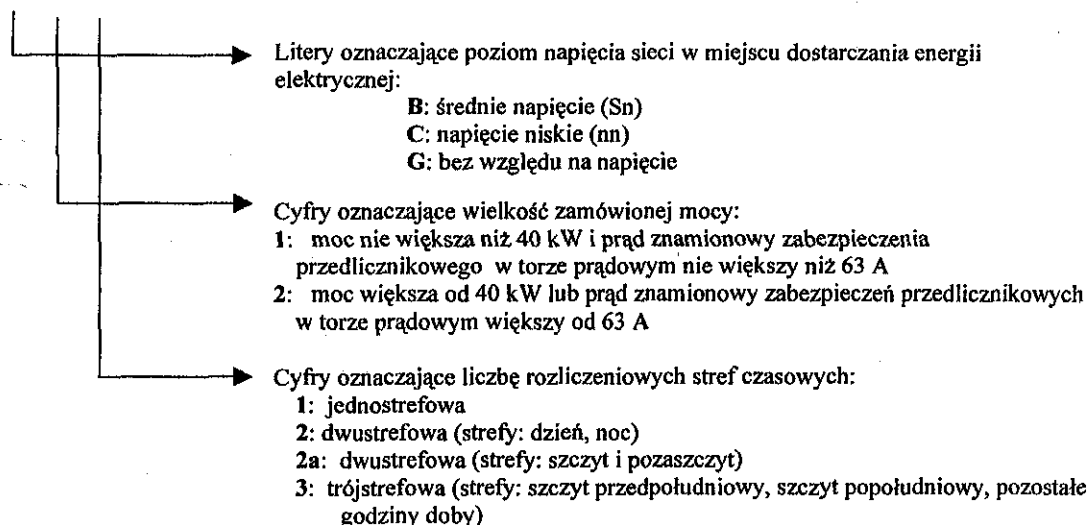 Litery oznaczające poziom napięcia sieci w miejscu dostarczania energii
elektrycznej:
B: średnie napięcie (Sn)
C: napięcie niskie (nn)
G: bez względu na napięcie
Cyfry oznaczające wielkość zamówionej mocy:
1: moc nie większa niż 40 kW i prąd znamionowy zabezpieczenia
przedlicznikowego w torze prądowym nie większy niż 63 A
2: moc większa od 40 kW lub prąd znamionowy zabezpieczeń przedlicznikowych
w torze prądowym większy od 63 A
Cyfry oznaczające liczbę rozliczeniowych stref czasowych:
1: jednostrefowa
2: dwustrefowa (strefy: dzień, noc)
2a: dwustrefowa (strefy: szczyt i pozaszczyt)
3: trójstrefowa (strefy: szczyt przedpołudniowy, szczyt popołudniowy, pozostałe
godziny doby)